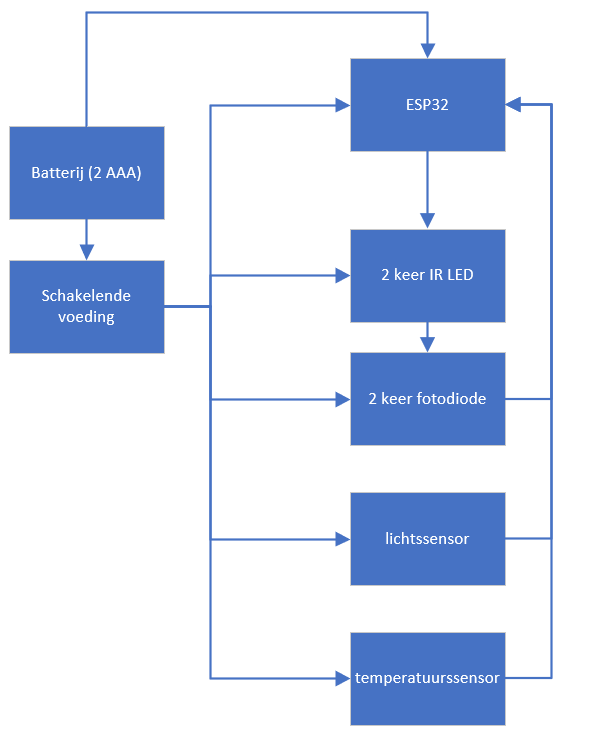 ESP32
Batterij (2 AAA)
2 keer IR LED
Schakelende
voeding
2 keer fotodiode
lichtssensor
temperatuurssensor